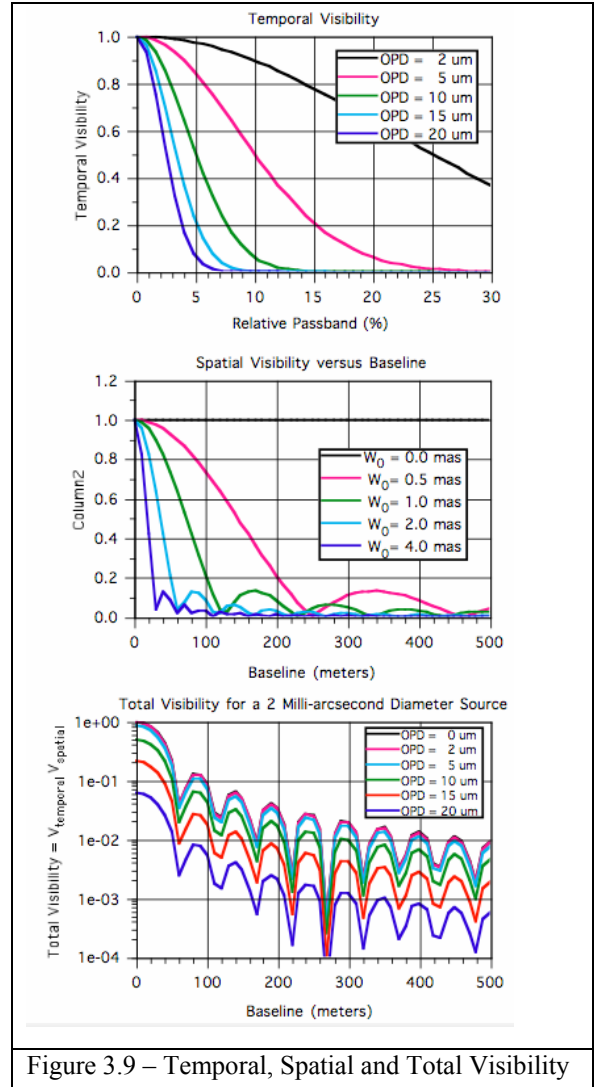 Temporal Visibility
Temporal Visibility
1.0
0.8
0.6
0.4
0.2
0.0
OPD = 2 um
OPD = 5 um
OPD = 10 um
OPD = 15 um
OPD = 20 um
0 5 10 15 20 25 30
Relative Passband (%)
Spatial Visibility versus Baseline
Column2
1.2
1.0
0.8
0.6
0.4
0.2
0.0
W0 = 0.0 mas
W0 = 0.5 mas
W0 = 1.0 mas
W0 = 2.0 mas
W0 = 4.0 mas
0 100 200 300 400 500
Baseline (meters)
Total Visibility for a 2 Milli-arcsecond Diameter Source
Total Visibility = Vtemporal Vspatial
1e+00
1e-01
1e-02
1e-03
1e-04
OPD = 0 um
OPD = 2 um
OPD = 5 um
OPD = 10 um
OPD = 15 um
OPD = 20 um
0 100 200 300 400 500
Baseline (meters)
Figure 3.9 – Temporal, Spatial and Total Visibility